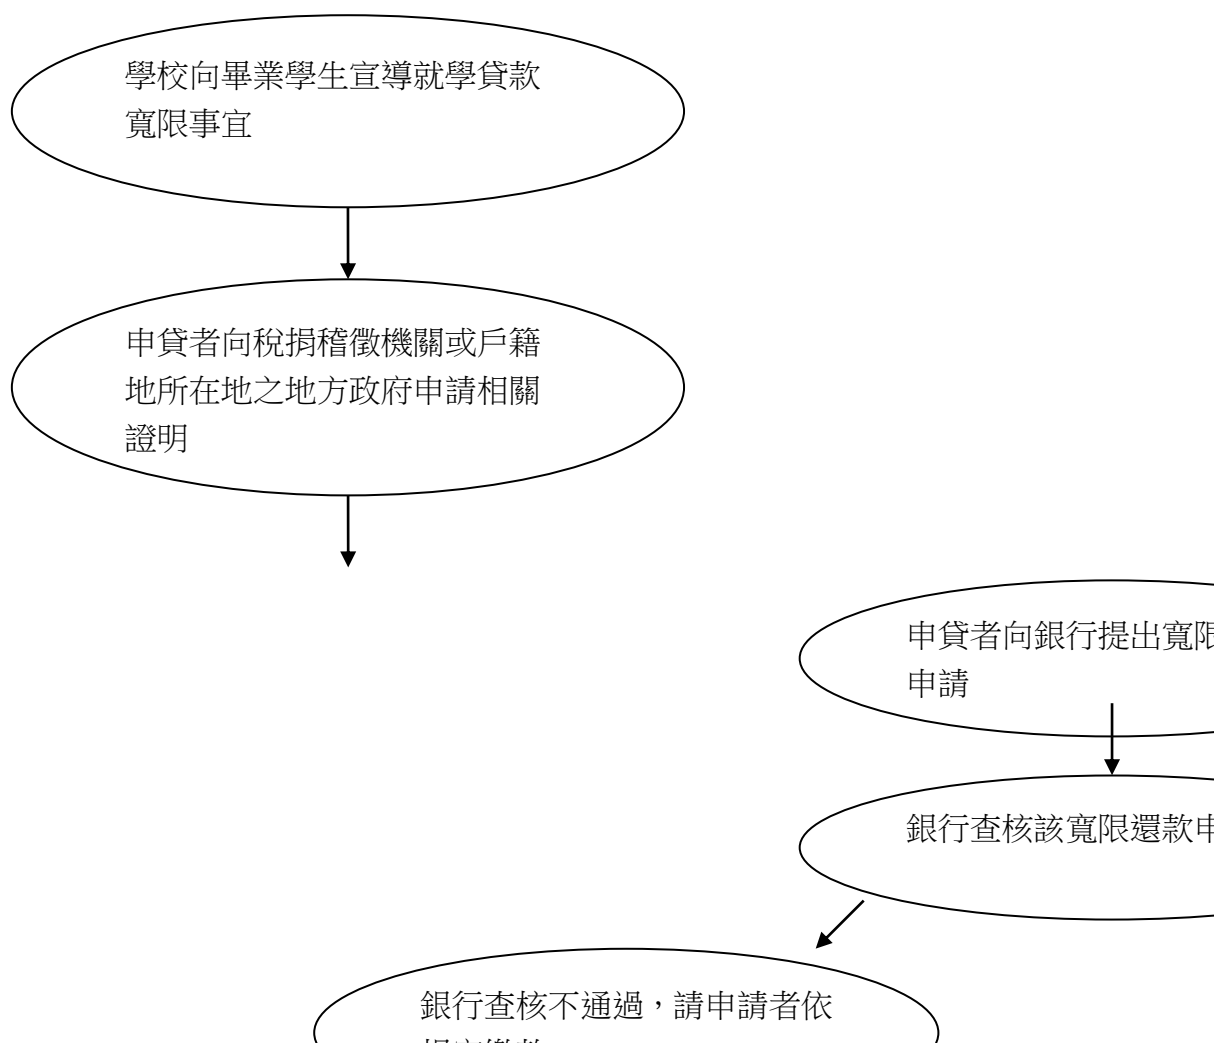 學校向畢業學生宣導就學貸款
寬限事宜
申貸者向稅捐稽徵機關或戶籍
地所在地之地方政府申請相關
證明
申貸者向銀行提出寬限
申請
銀行查核該寬限還款申
銀行查核不通過，請申請者依